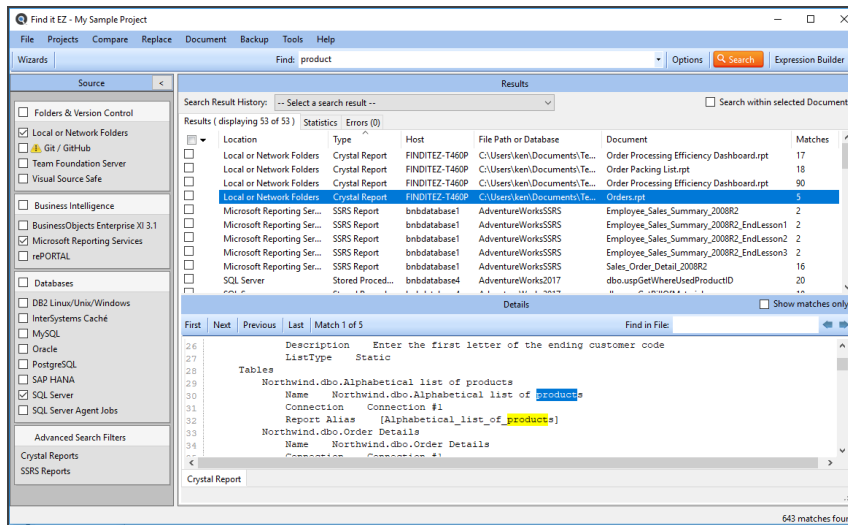 Find it EZ - My Sample Project
File Projects Compare Replace Document Backup Tools Help
Wizards Find: product Options Search Expression Builder
Source <
Folders & Version Control
Local or Network Folders
Git / GitHub
Team Foundation Server
Visual Source Safe
Business Intelligence
BusinessObjects Enterprise XI 3.1
Microsoft Reporting Services
rePORTAL
Databases
DB2 Linux/Unix/Windows
InterSystems Caché
MySQL
Oracle
PostgreSQL
SAP HANA
SQL Server
SQL Server Agent Jobs
Advanced Search Filters
Crystal Reports
SSRS Reports
Results
Search Result History: -- Select a search result -- Search within selected Document
Results ( displaying 53 of 53 ) Statistics Errors (0)
Location Type Host File Path or Database Document Matches
Local or Network Folders Crystal Report FINDITEZ-T460P C:\Users\ken\Documents\Te... Order Processing Efficiency Dashboard.rpt 17
Local or Network Folders Crystal Report FINDITEZ-T460P C:\Users\ken\Documents\Te... Order Packing List.rpt 18
Local or Network Folders Crystal Report FINDITEZ-T460P C:\Users\ken\Documents\Te... Order Processing Efficiency Dashboard.rpt 90
Local or Network Folders Crystal Report FINDITEZ-T460P C:\Users\ken\Documents\Te... Orders.rpt 5
Microsoft Reporting Ser... SSRS Report bnbdatabase1 AdventureWorksSSRS Employee_Sales_Summary_2008R2 2
Microsoft Reporting Ser... SSRS Report bnbdatabase1 AdventureWorksSSRS Employee_Sales_Summary_2008R2_EndLesson1 2
Microsoft Reporting Ser... SSRS Report bnbdatabase1 AdventureWorksSSRS Employee_Sales_Summary_2008R2_EndLesson2 2
Microsoft Reporting Ser... SSRS Report bnbdatabase1 AdventureWorksSSRS Employee_Sales_Summary_2008R2_EndLesson3 2
Microsoft Reporting Ser... SSRS Report bnbdatabase1 AdventureWorksSSRS Sales_Order_Detail_2008R2 16
SQL Server Stored Proced... bnbdatabase4 AdventureWorks2017 dbo.uspGetWhereUsedProductID 20
Details Show matches only
First Next Previous Last Match 1 of 5 Find in File:
26 Description Enter the first letter of the ending customer code
27 ListType Static
28 Tables
29 Northwind.dbo.Alphabetical list of products
30 Name Northwind.dbo.Alphabetical list of products
31 Connection Connection #1
32 Report Alias [Alphabetical_list_of_products]
33 Northwind.dbo.Order Details
34 Name Northwind.dbo.Order Details
Connection Connection #1
Crystal Report
643 matches four